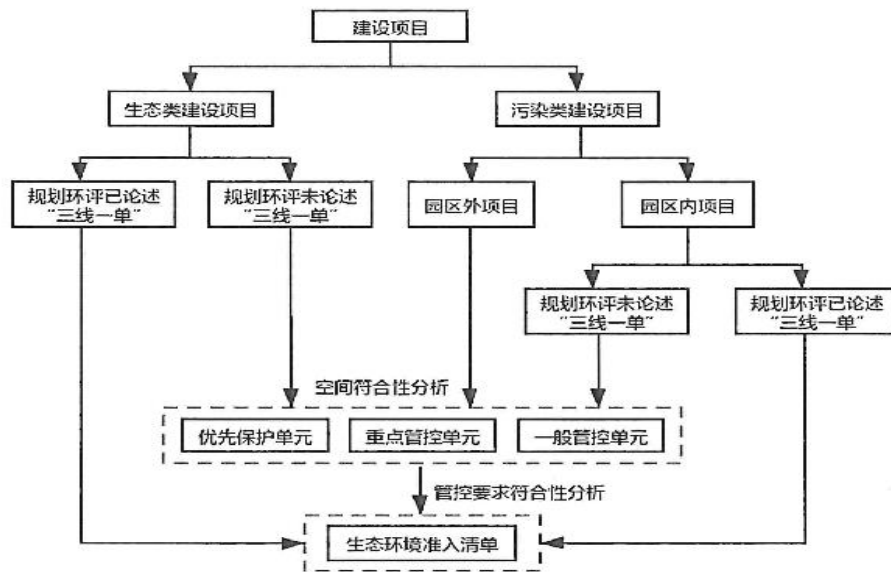 建设项目
生态类建设项目
污染类建设项目
规划环评已论述
“三线一单”
规划环评未论述
“三线一单”
园区外项目
园区内项目
规划环评未论述
“三线一单”
规划环评已论述
“三线一单”
空间符合性分析
优先保护单元
重点管控单元
一般管控单元
管控要求符合性分析
生态环境准入清单